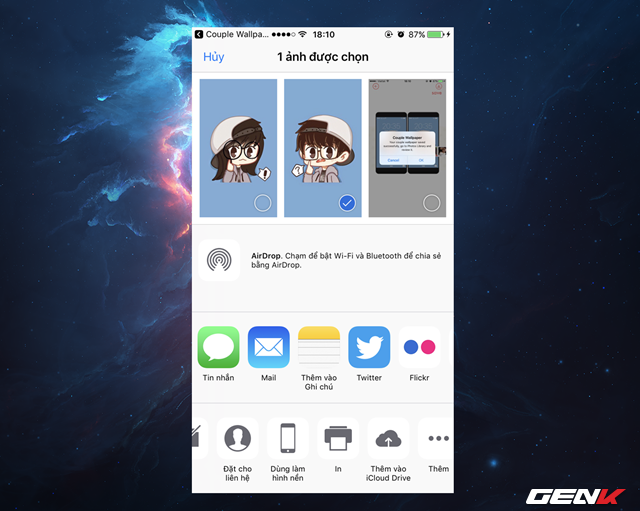 Couple Wallpa... 18:10 87%
Hủy 1 ảnh được chọn
Couple Wallpaper
Cancel OK
AirDrop. Chạm để bật Wi-Fi và Bluetooth để chia sẻ
bằng AirDrop.
Tin nhắn Mail Thêm vào Twitter Flickr
Ghi chú
Đặt cho Dùng làm In Thêm vào Thêm
liên hệ hình nền iCloud Drive
GENK